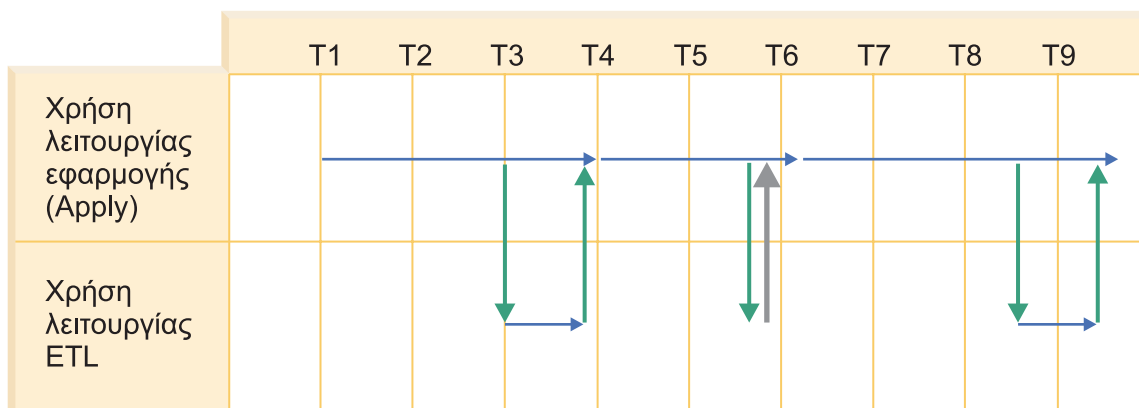 T1 T2 T3 T4 T5 T6 T7 T8 T9
Χρήση
λειτουργίας
εφαρμογής
(Apply)
Χρήση
λειτουργίας
ETL